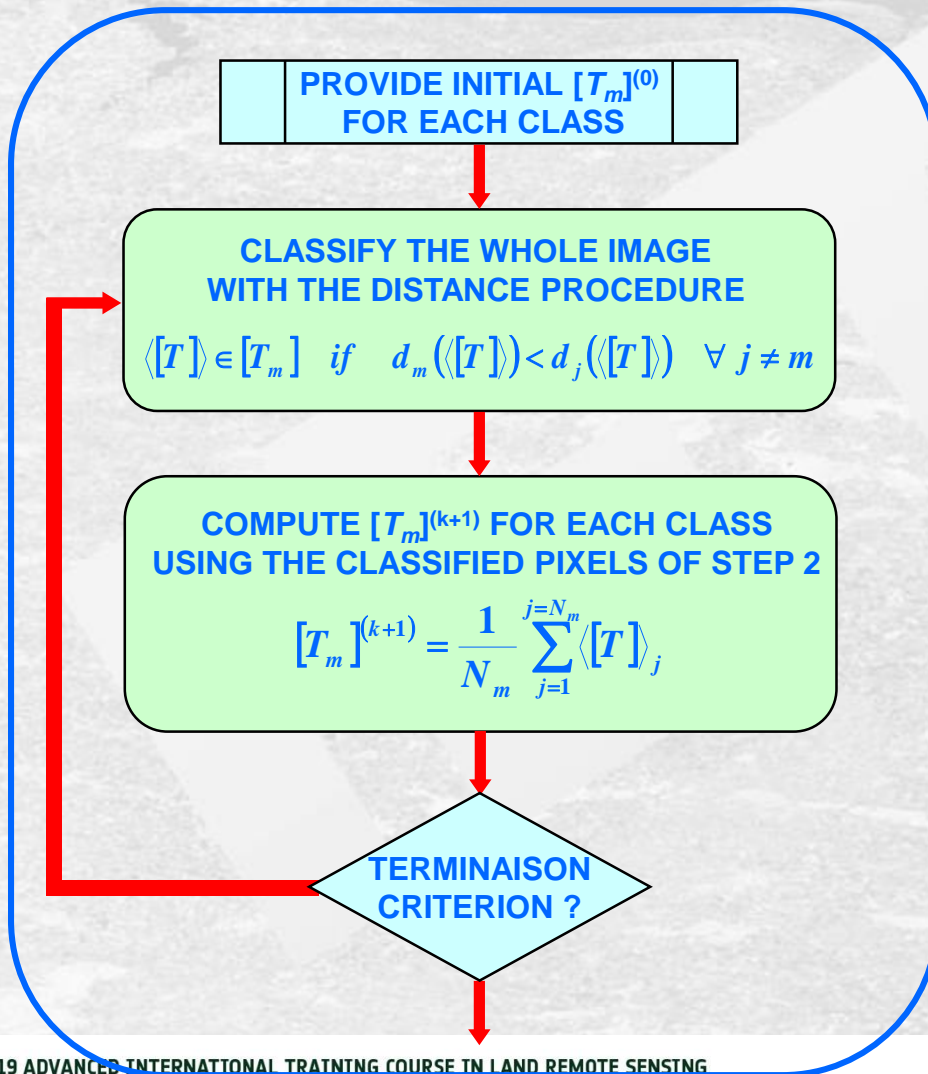 PROVIDE INITIAL [Tm](0)
FOR EACH CLASS
CLASSIFY THE WHOLE IMAGE
WITH THE DISTANCE PROCEDURE
⟨[T]⟩ ∈ [Tm] if dm(⟨[T]⟩) < dj(⟨[T]⟩) ∀ j ≠ m
COMPUTE [Tm](k+1) FOR EACH CLASS
USING THE CLASSIFIED PIXELS OF STEP 2
[Tm](k+1) = 1/Nm ∑j=1j=Nm ⟨[T]⟩j
TERMINAISON
CRITERION ?
19 ADVANCED INTERNATIONAL TRAINING COURSE IN LAND REMOTE SENSING